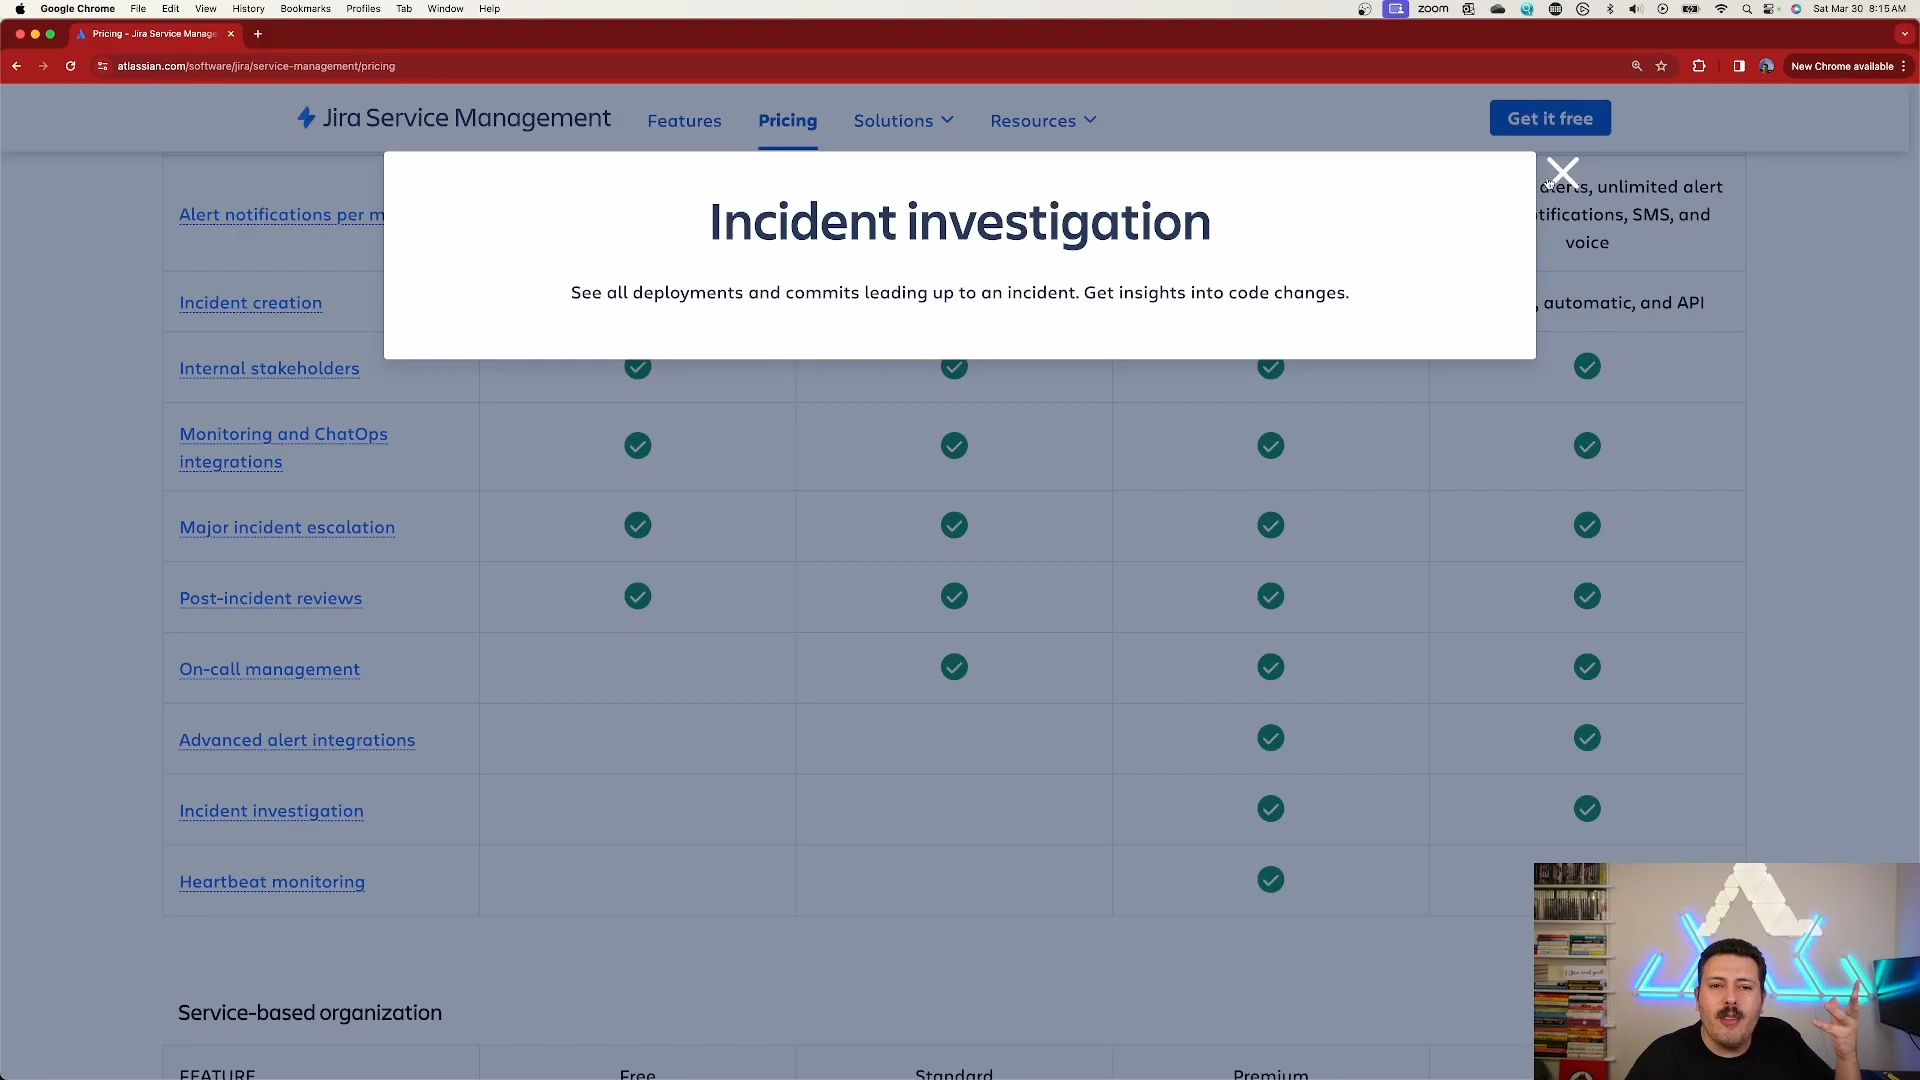 Google Chrome File Edit View History Bookmarks Profiles Tab Window Help zoom Sat Mar 30 8:15 AM
Pricing - Jira Service Manage
atlassian.com/software/jira/service-management/pricing New Chrome available
Jira Service Management Features Pricing Solutions Resources Get it free
Incident investigation
See all deployments and commits leading up to an incident. Get insights into code changes.
alerts, unlimited alert
Alert notifications per m tifications, SMS, and
voice
Incident creation , automatic, and API
Internal stakeholders
Monitoring and ChatOps
integrations
Major incident escalation
Post-incident reviews
On-call management
Advanced alert integrations
Incident investigation
Heartbeat monitoring
Service-based organization
FEATURE Free Standard Premium